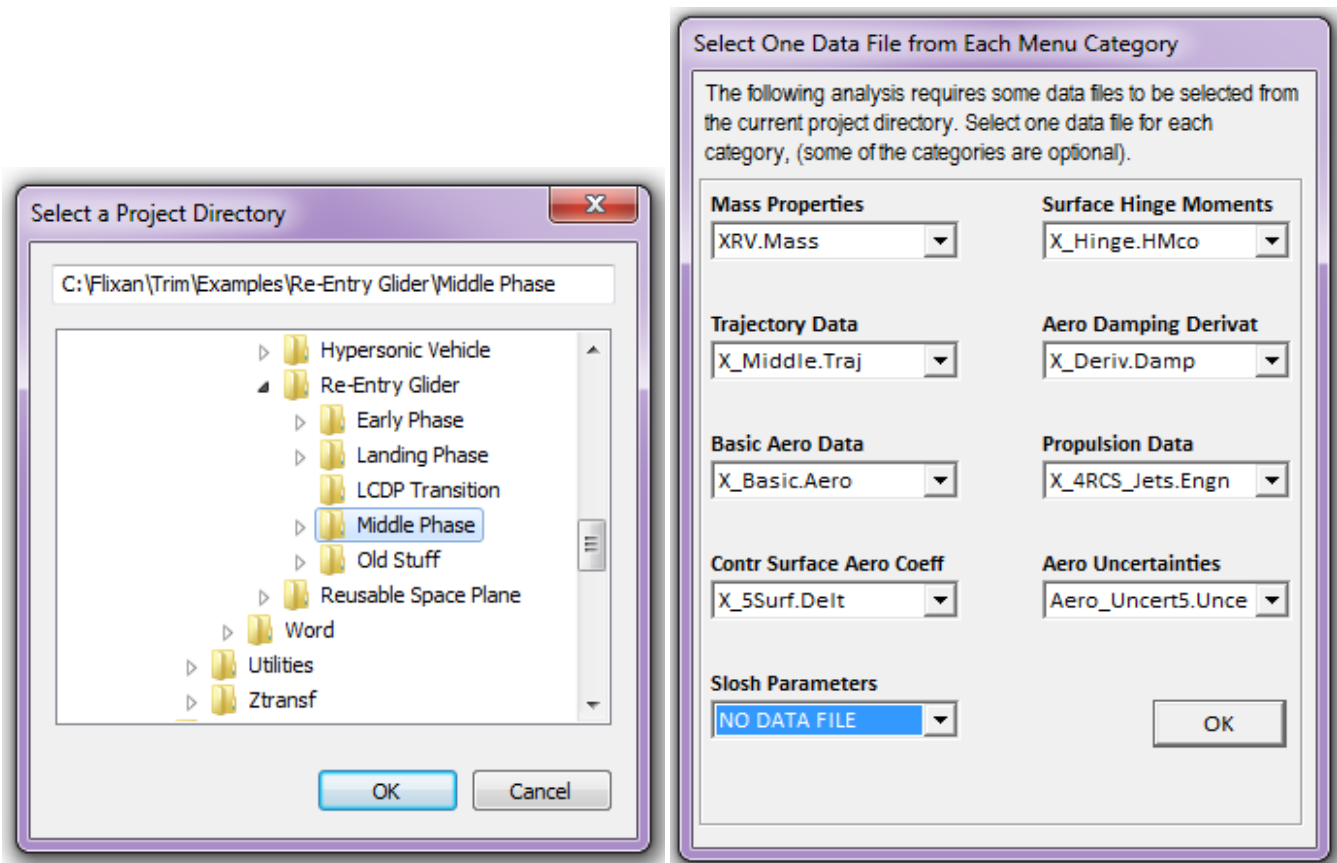 Select a Project Directory
C:\Flixan\Trim\Examples\Re-Entry Glider\Middle Phase
Hypersonic Vehicle
Re-Entry Glider
Early Phase
Landing Phase
LCDP Transition
Middle Phase
Old Stuff
Reusable Space Plane
Word
Utilities
Ztransf
OK
Cancel
Select One Data File from Each Menu Category
The following analysis requires some data files to be selected from
the current project directory. Select one data file for each
category, (some of the categories are optional).
Mass Properties
XRV.Mass
Surface Hinge Moments
X_Hinge.HMco
Trajectory Data
X_Middle.Traj
Aero Damping Derivat
X_Deriv.Damp
Basic Aero Data
X_Basic.Aero
Propulsion Data
X_4RCS_Jets.Engn
Contr Surface Aero Coeff
X_5Surf.Delt
Aero Uncertainties
Aero_Uncert5.Unce
Slosh Parameters
NO DATA FILE
OK